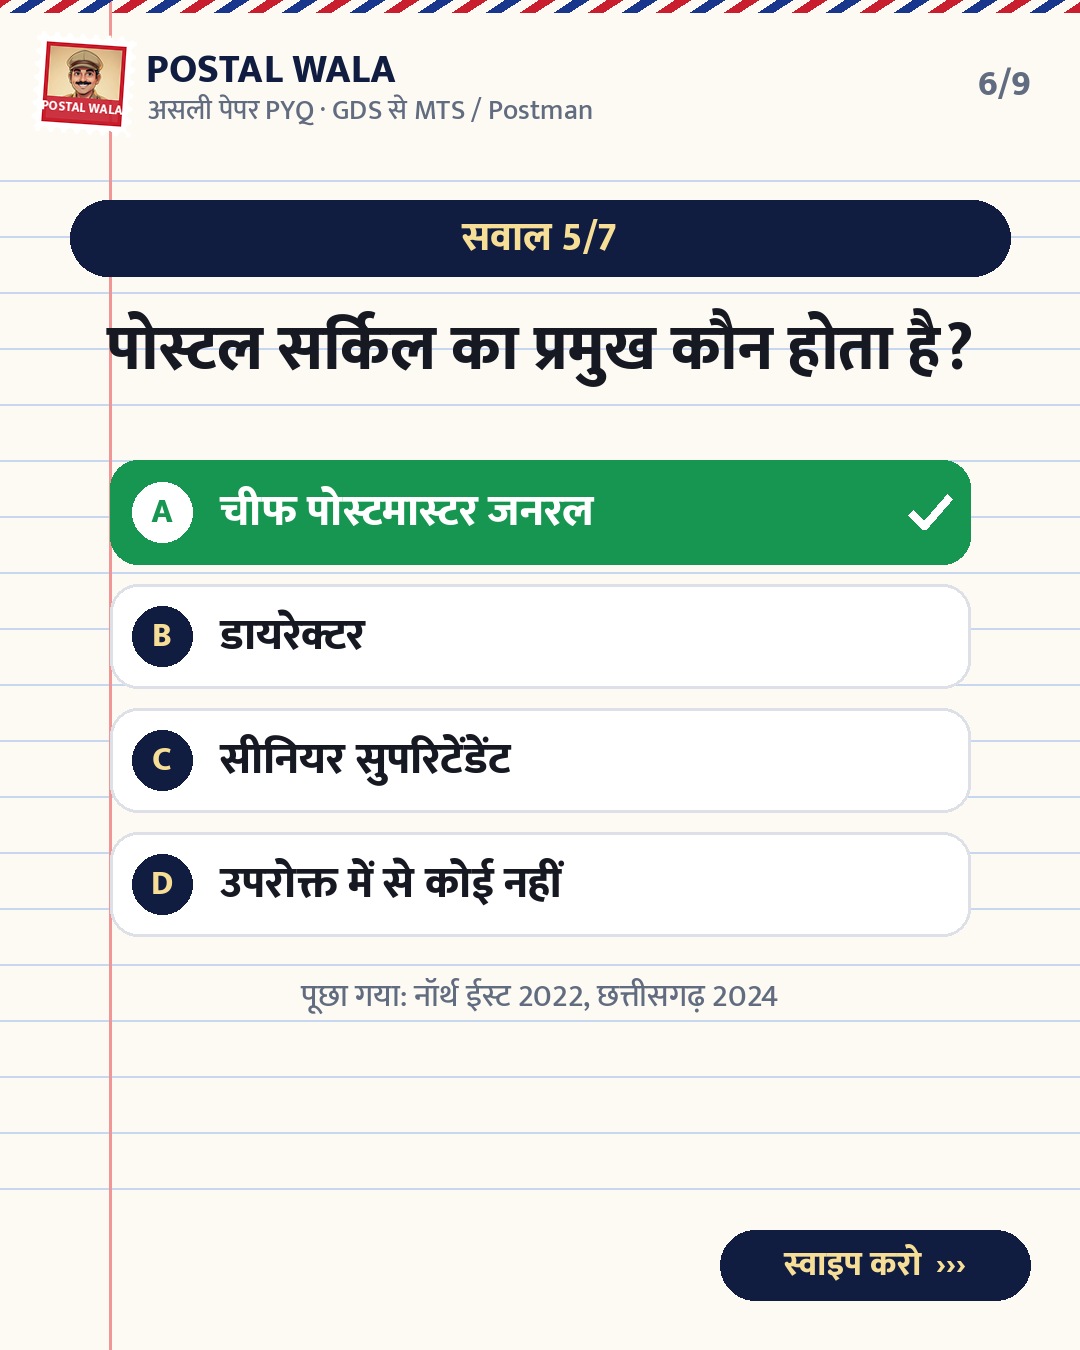 POSTAL WALA
POSTAL WALA
असली पेपर PYQ · GDS से MTS / Postman
6/9
सवाल 5/7
पोस्टल सर्किल का प्रमुख कौन होता है?
A चीफ पोस्टमास्टर जनरल
B डायरेक्टर
C सीनियर सुपरिटेंडेंट
D उपरोक्त में से कोई नहीं
पूछा गया: नॉर्थ ईस्ट 2022, छत्तीसगढ़ 2024
स्वाइप करो ›››